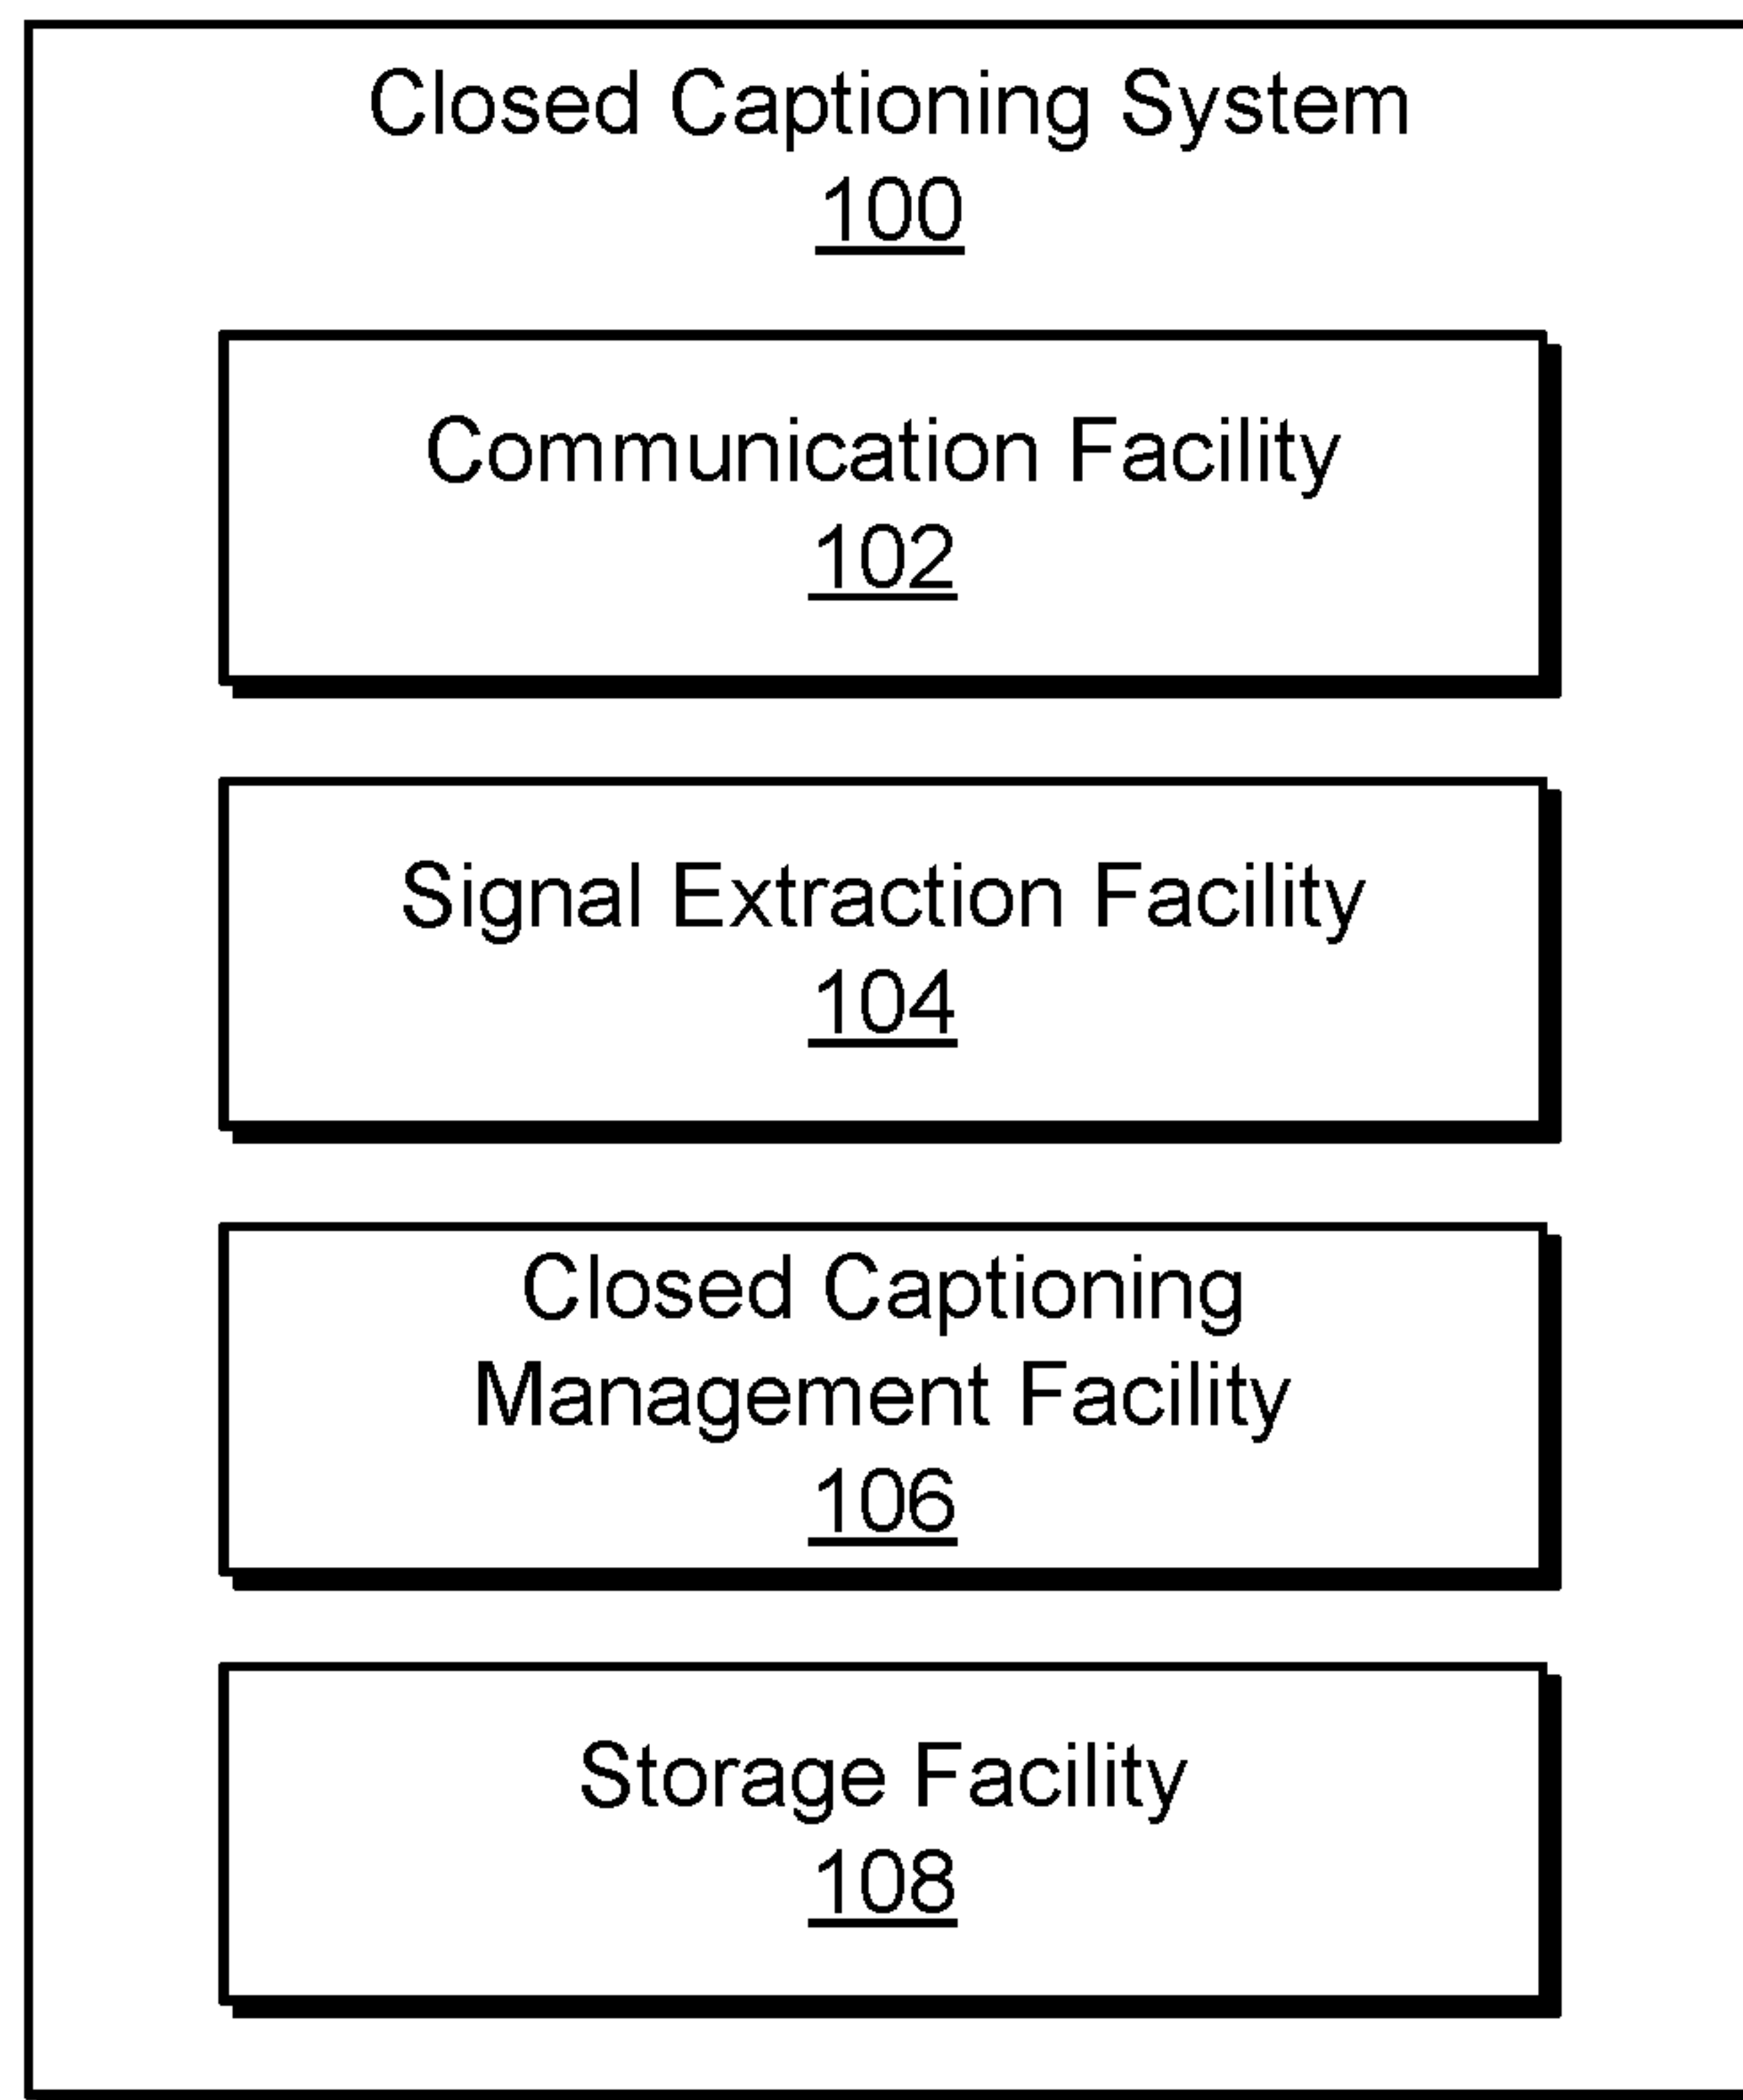 Closed Captioning System
100
Communication Facility
102
Signal Extraction Facility
104
Closed Captioning
Management Facility
106
Storage Facility
108